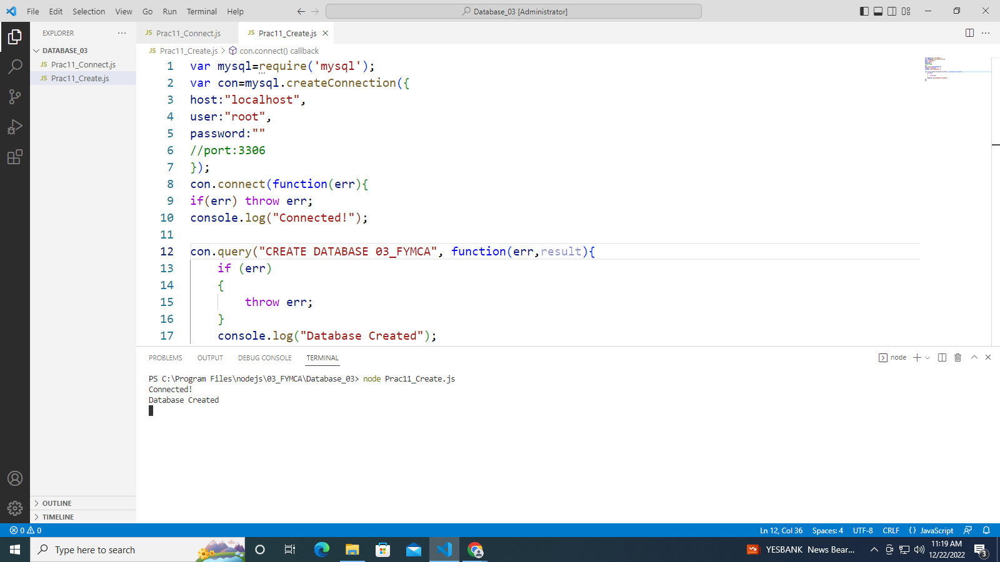 File Edit Selection View Go Run Terminal Help
Database_03 [Administrator]
EXPLORER
DATABASE_03
JS Prac11_Connect.js
JS Prac11_Create.js
OUTLINE
TIMELINE
JS Prac11_Connect.js JS Prac11_Create.js
JS Prac11_Create.js > con.connect() callback
1 var mysql=require('mysql');
2 var con=mysql.createConnection({
3 host:"localhost",
4 user:"root",
5 password:""
6 //port:3306
7 });
8 con.connect(function(err){
9 if(err) throw err;
10 console.log("Connected!");
11
12 con.query("CREATE DATABASE 03_FYMCA", function(err,result){
13 if (err)
14 {
15 throw err;
16 }
17 console.log("Database Created");
PROBLEMS OUTPUT DEBUG CONSOLE TERMINAL
node
PS C:\Program Files\nodejs\03_FYMCA\Database_03> node Prac11_Create.js
Connected!
Database Created
0 0
Ln 12, Col 36 Spaces: 4 UTF-8 CRLF {} JavaScript
Type here to search
YESBANK News Bear...
11:19 AM
12/22/2022
3